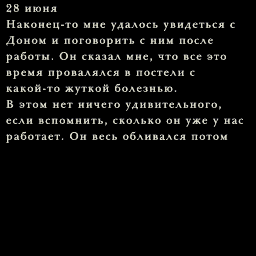 28 июня
Наконец-то мне удалось увидеться с
Доном и поговорить с ним после
работы. Он сказал мне, что все это
время провалялся в постели с
какой-то жуткой болезнью.
В этом нет ничего удивительного,
если вспомнить, сколько он уже у нас
работает. Он весь обливался потом